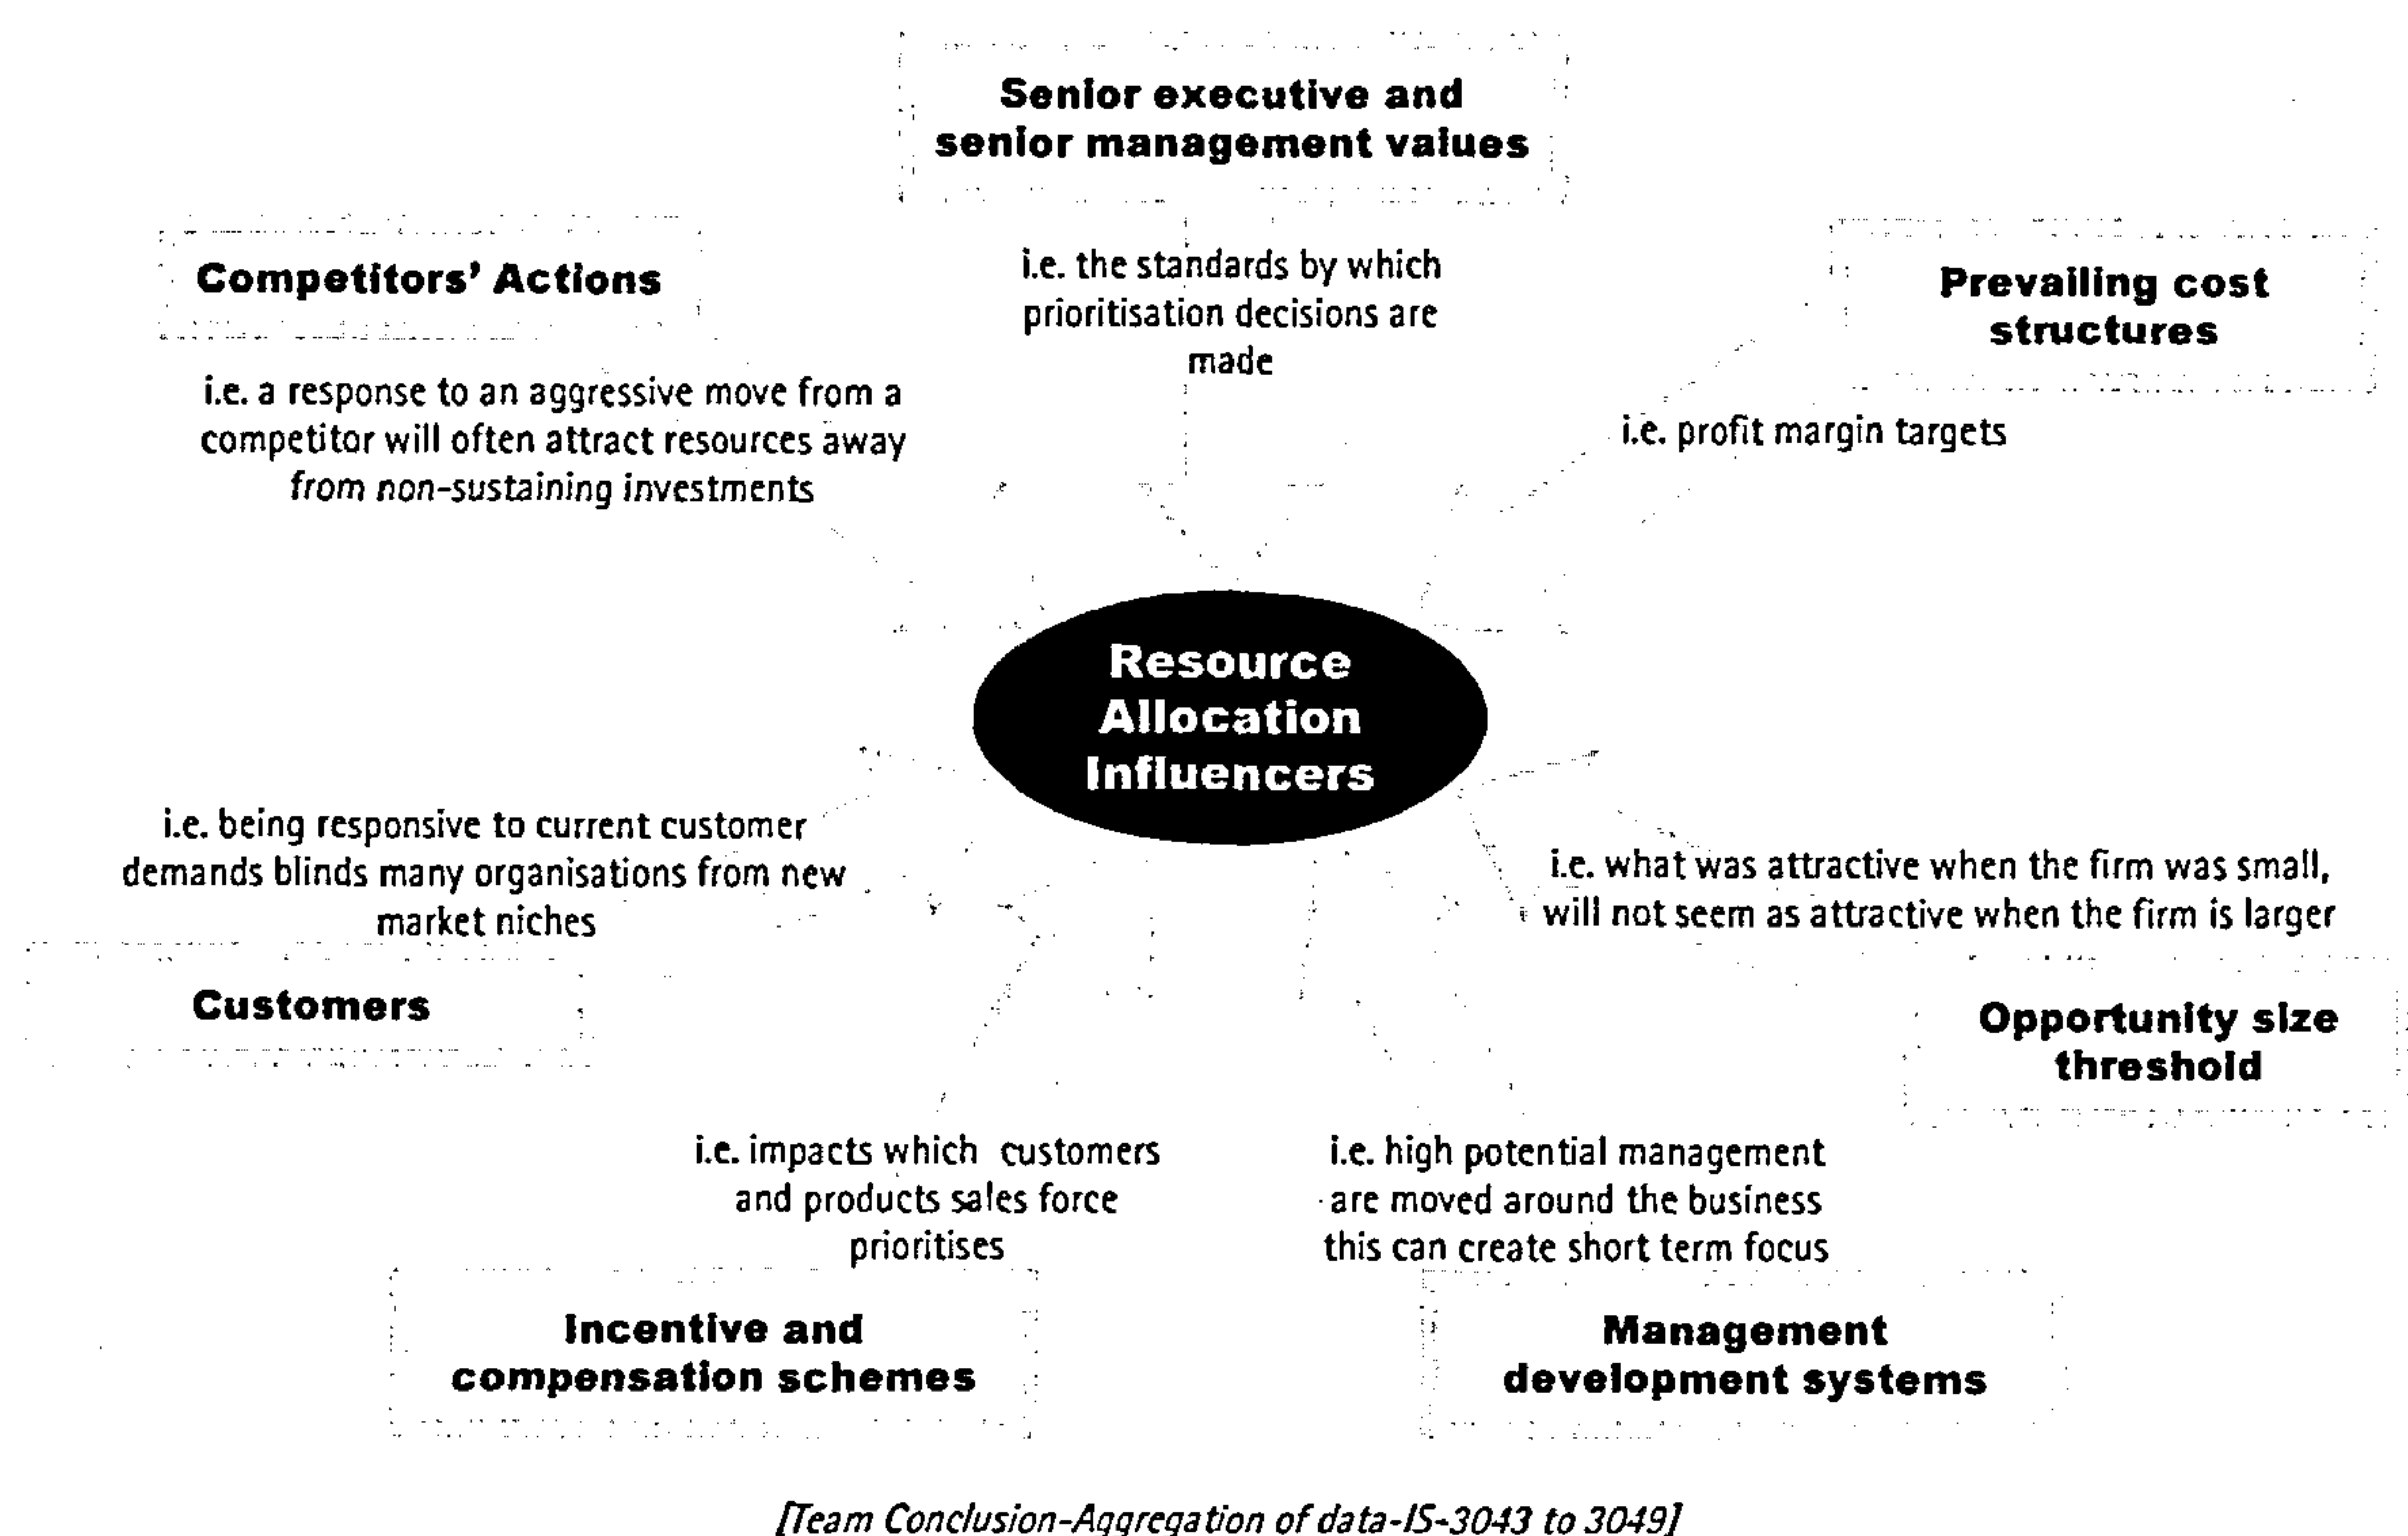 Senior executive and
senior management values
i.e. the standards by which
prioritisation decisions are
made
Competitors' Actions
i.e. a response to an aggressive move from a
competitor will often attract resources away
from non-sustaining investments
Prevailing cost
structures
i.e. profit margin targets
Resource
Allocation
Influencers
i.e. being responsive to current customer
demands blinds many organisations from new
market niches
Customers
i.e. what was attractive when the firm was small,
will not seem as attractive when the firm is larger
Opportunity size
threshold
i.e. impacts which customers
and products sales force
prioritises
Incentive and
compensation schemes
i.e. high potential management
are moved around the business
this can create short term focus
Management
development systems
[Team Conclusion-Aggregation of data-IS-3043 to 3049]